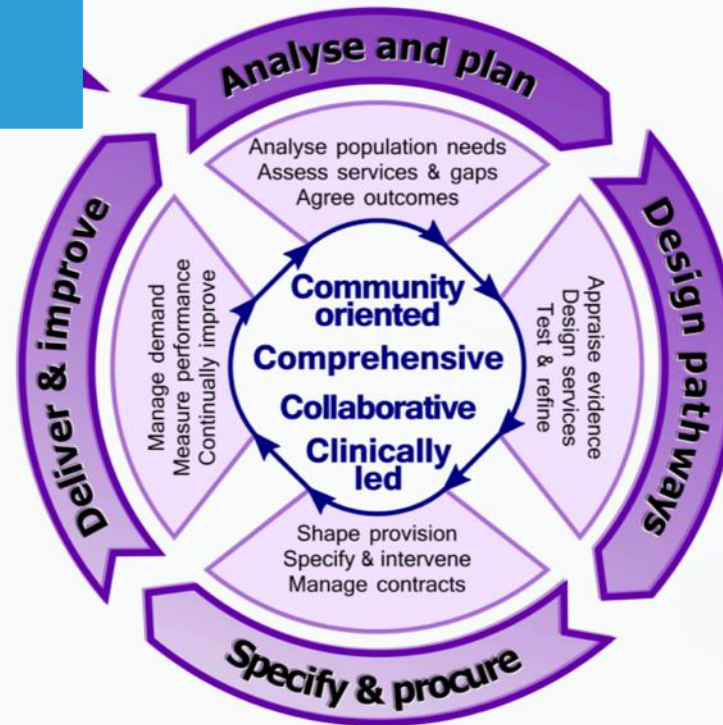 Analyse and plan
Analyse population needs
Assess services & gaps
Agree outcomes
Design pathways
Appraise evidence
Design services
Test & refine
Specify & procure
Shape provision
Specify & intervene
Manage contracts
Deliver & improve
Manage demand
Measure performance
Continually improve
Community
oriented
Comprehensive
Collaborative
Clinically
led